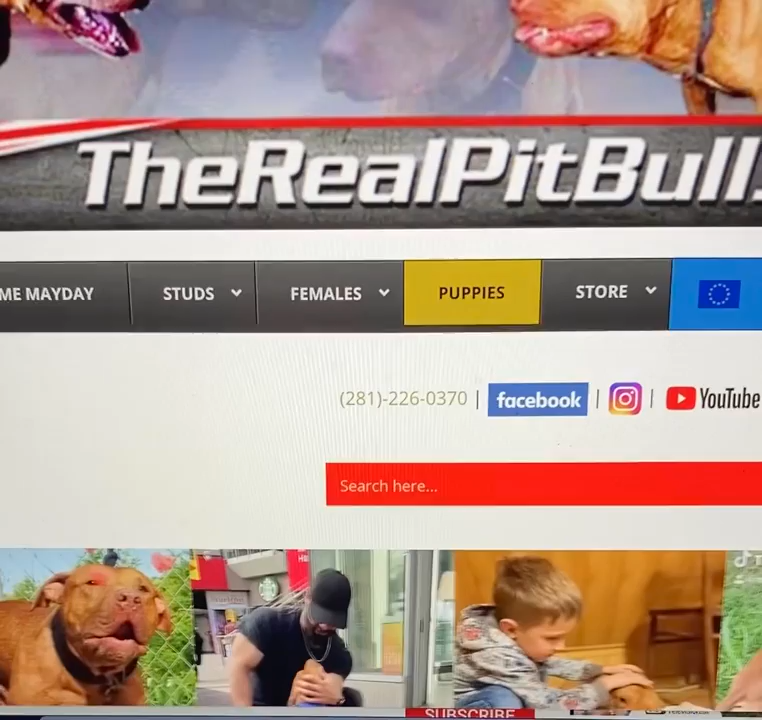 TheRealPitBull.
ME MAYDAY STUDS FEMALES PUPPIES STORE
(281)-226-0370 | facebook | | YouTube
Search here...
SUBSCRIBE